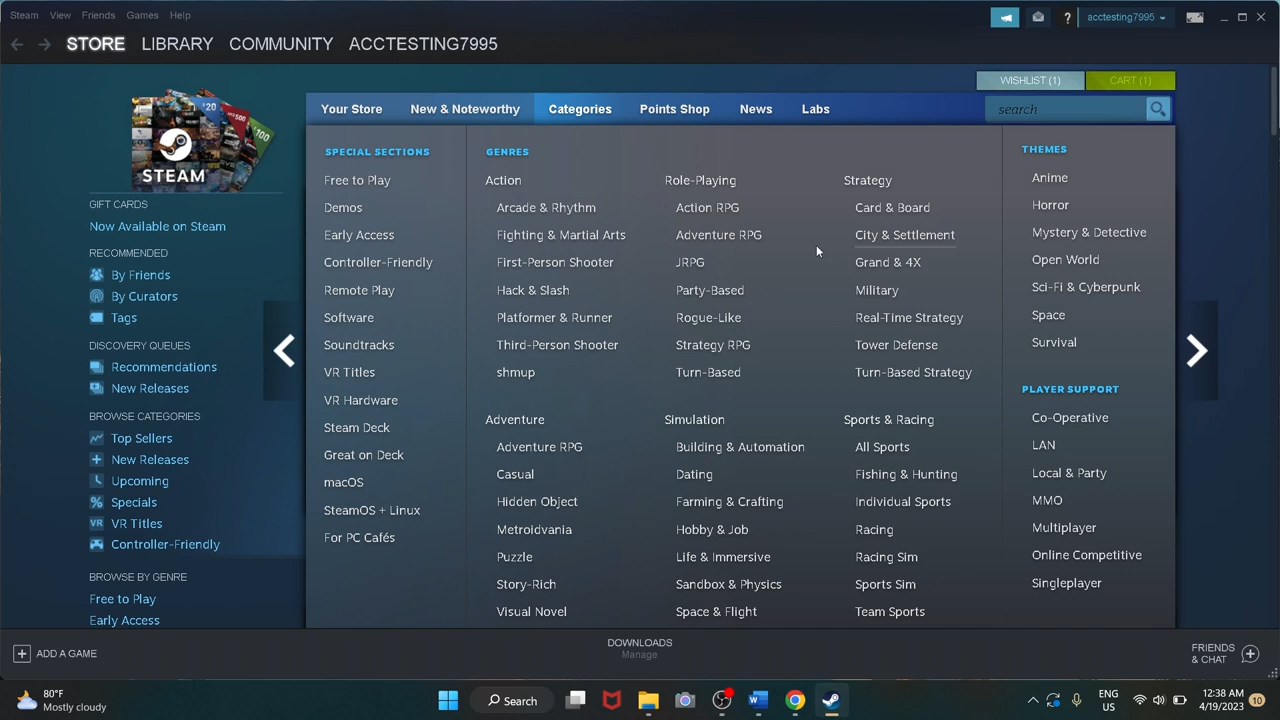 Steam View Friends Games Help
acctesting7995
STORE LIBRARY COMMUNITY ACCTESTING7995
WISHLIST (1) CART (1)
Your Store New & Noteworthy Categories Points Shop News Labs search
$20
$100
STEAM
GIFT CARDS
Now Available on Steam
RECOMMENDED
By Friends
By Curators
Tags
DISCOVERY QUEUES
Recommendations
New Releases
BROWSE CATEGORIES
Top Sellers
New Releases
Upcoming
Specials
VR VR Titles
Controller-Friendly
BROWSE BY GENRE
Free to Play
Early Access
SPECIAL SECTIONS
Free to Play
Demos
Early Access
Controller-Friendly
Remote Play
Software
Soundtracks
VR Titles
VR Hardware
Steam Deck
Great on Deck
macOS
SteamOS + Linux
For PC Cafés
GENRES
Action
Arcade & Rhythm
Fighting & Martial Arts
First-Person Shooter
Hack & Slash
Platformer & Runner
Third-Person Shooter
shmup
Adventure
Adventure RPG
Casual
Hidden Object
Metroidvania
Puzzle
Story-Rich
Visual Novel
Role-Playing
Action RPG
Adventure RPG
JRPG
Party-Based
Rogue-Like
Strategy RPG
Turn-Based
Simulation
Building & Automation
Dating
Farming & Crafting
Hobby & Job
Life & Immersive
Sandbox & Physics
Space & Flight
Strategy
Card & Board
City & Settlement
Grand & 4X
Military
Real-Time Strategy
Tower Defense
Turn-Based Strategy
Sports & Racing
All Sports
Fishing & Hunting
Individual Sports
Racing
Racing Sim
Sports Sim
Team Sports
THEMES
Anime
Horror
Mystery & Detective
Open World
Sci-Fi & Cyberpunk
Space
Survival
PLAYER SUPPORT
Co-Operative
LAN
Local & Party
MMO
Multiplayer
Online Competitive
Singleplayer
ADD A GAME
DOWNLOADS
Manage
FRIENDS
& CHAT
80°F
Mostly cloudy
Search
ENG
US
12:38 AM
4/19/2023
10